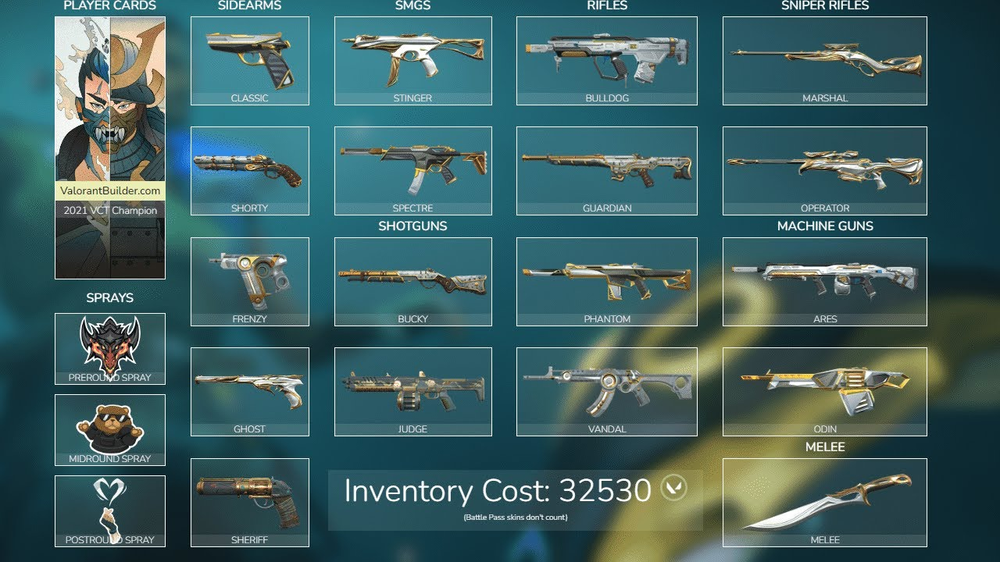 PLAYER CARDS
ValorantBuilder.com
2021 VCT Champion
SPRAYS
PREROUND SPRAY
MIDROUND SPRAY
POSTROUND SPRAY
SIDEARMS
CLASSIC
SHORTY
FRENZY
GHOST
SHERIFF
SMGS
STINGER
SPECTRE
SHOTGUNS
BUCKY
JUDGE
RIFLES
BULLDOG
GUARDIAN
PHANTOM
VANDAL
SNIPER RIFLES
MARSHAL
OPERATOR
MACHINE GUNS
ARES
ODIN
MELEE
MELEE
Inventory Cost: 32530
(Battle Pass skins don't count)